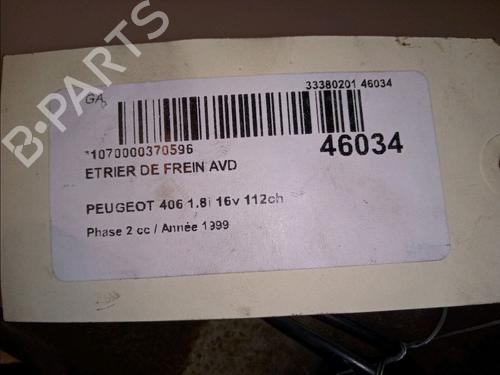 GA
33380201 46034
*1070000370596
46034
ETRIER DE FREIN AVD
PEUGEOT 406 1.8i 16v 112ch
Phase 2 cc / Année 1999
B-PARTS